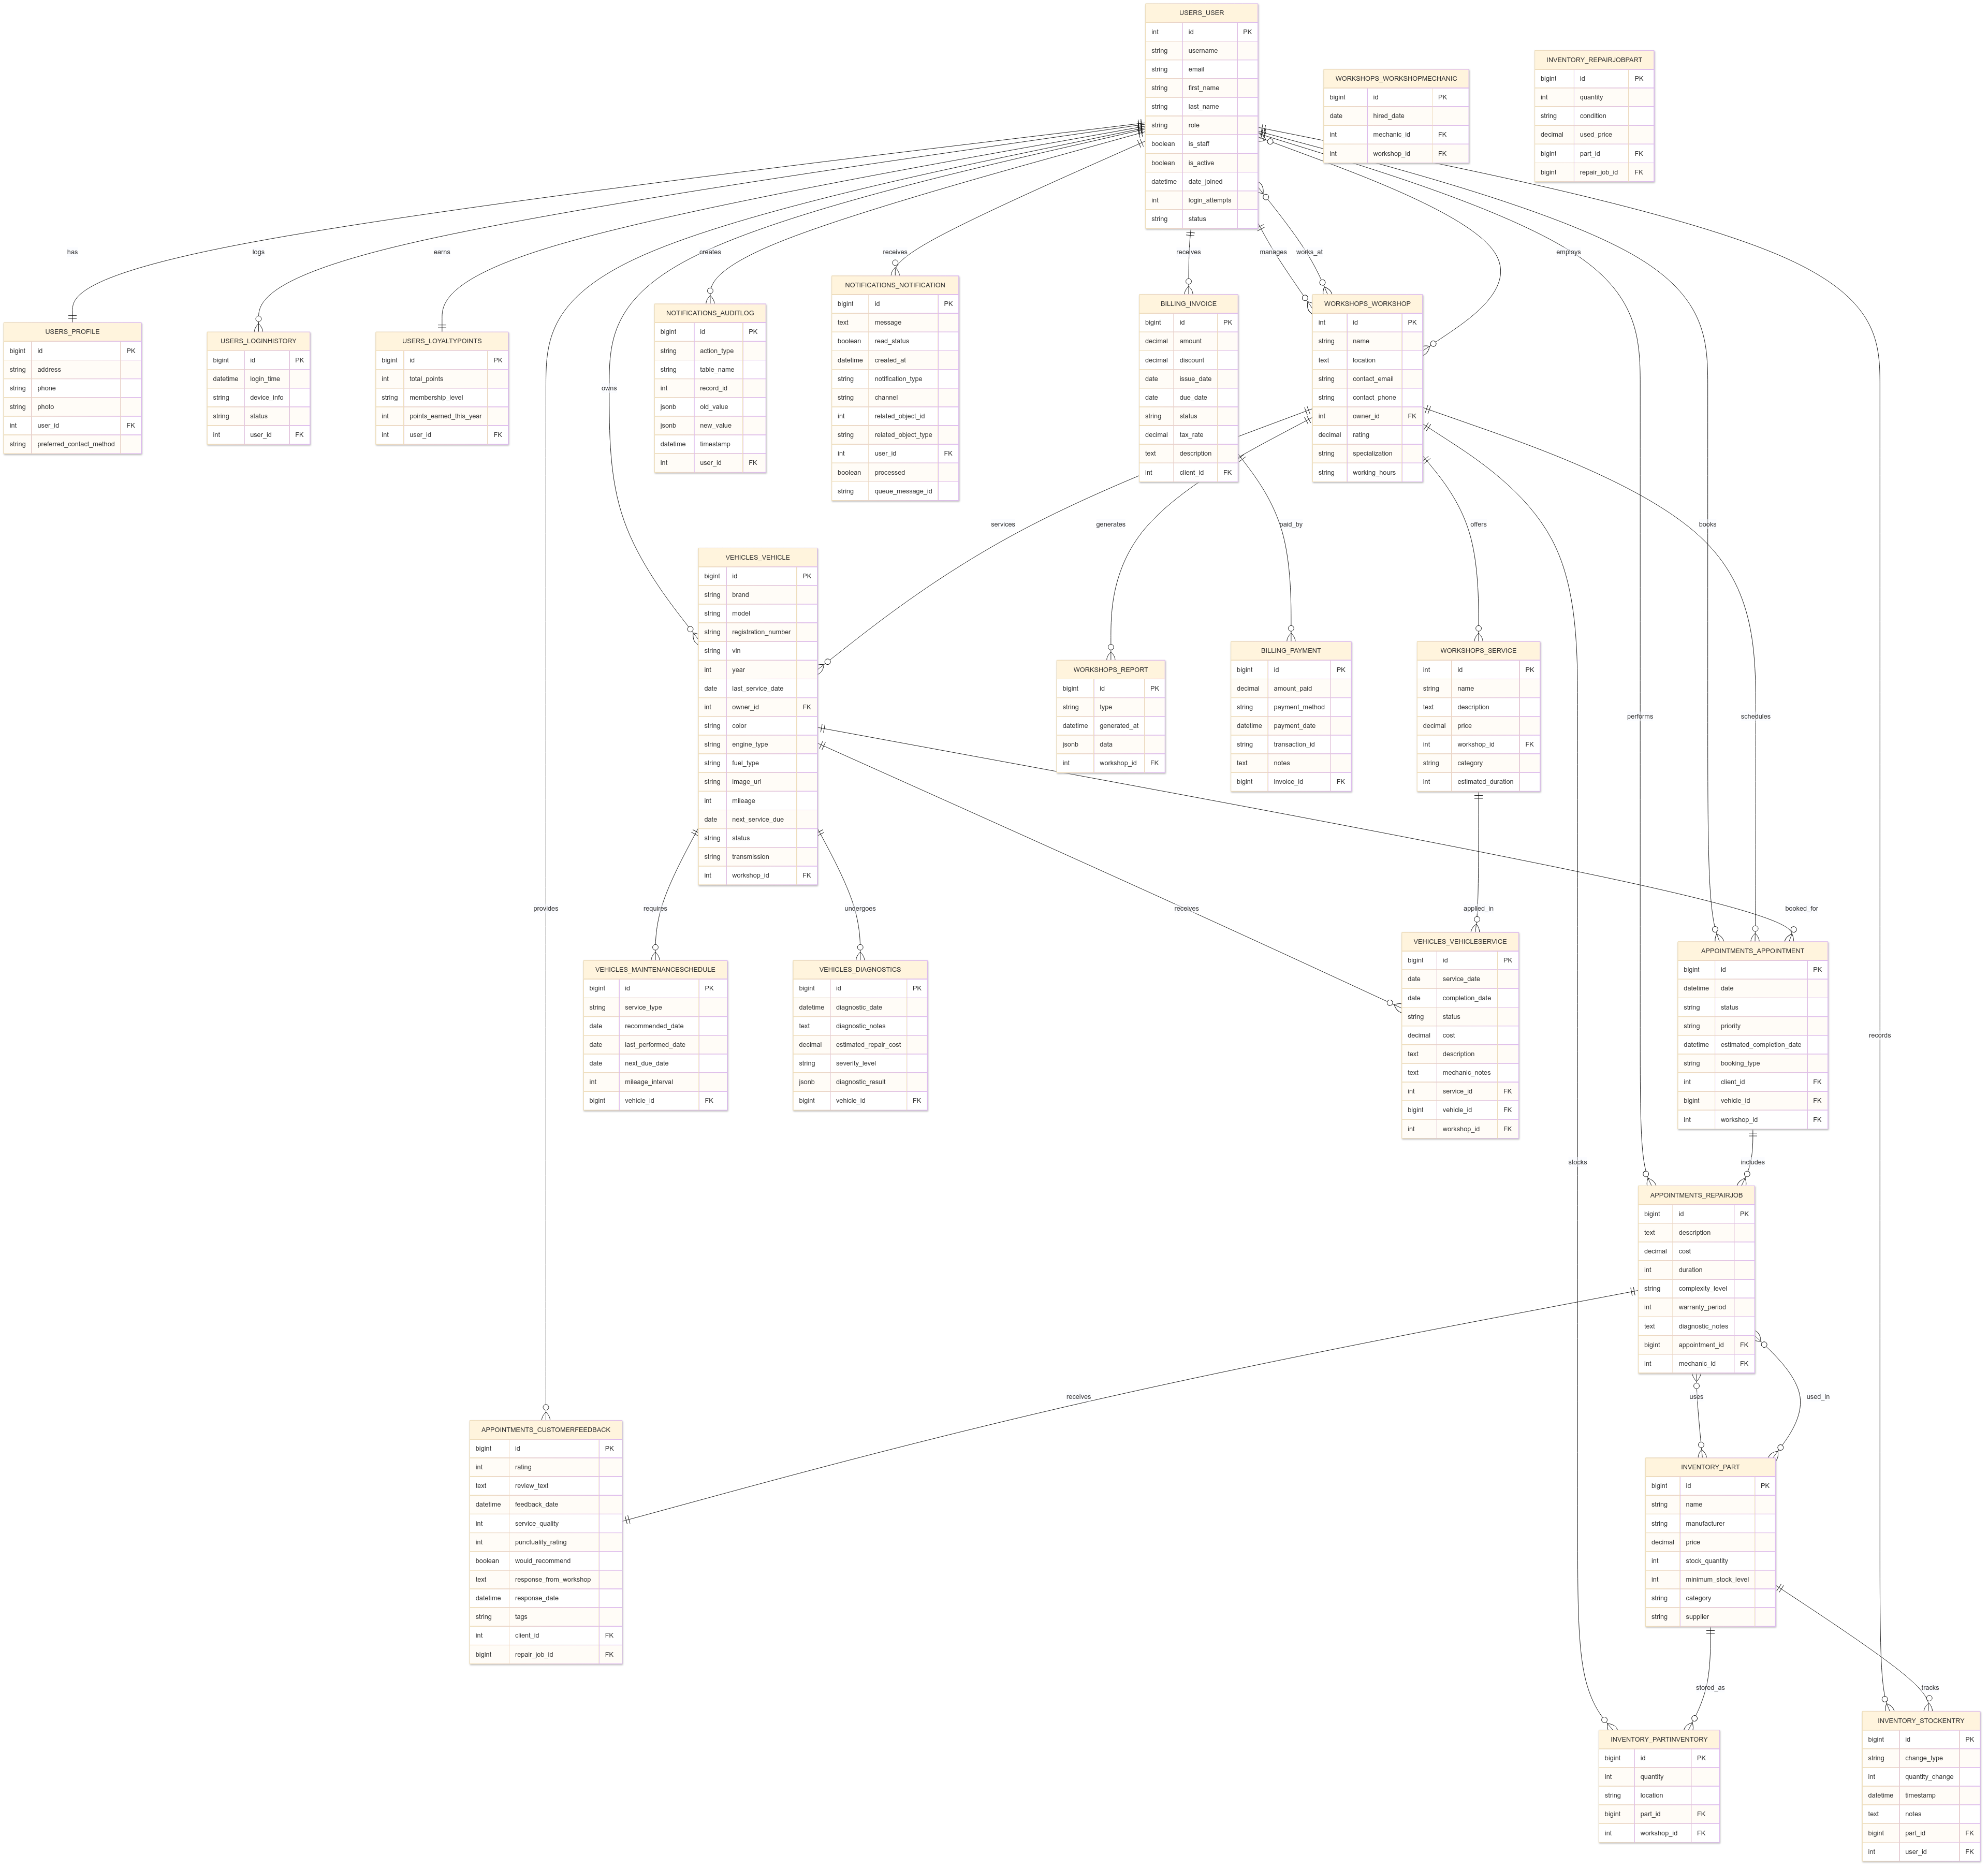 USERS_USER
int id PK
string username
string email
string first_name
string last_name
string role
boolean is_staff
boolean is_active
datetime date_joined
int login_attempts
string status
WORKSHOPS_WORKSHOPMECHANIC
bigint id PK
date hired_date
int mechanic_id FK
int workshop_id FK
INVENTORY_REPAIRJOBPART
bigint id PK
int quantity
string condition
decimal used_price
bigint part_id FK
bigint repair_job_id FK
has
logs
earns
creates
receives
receives
manages
works_at
employs
USERS_PROFILE
bigint id PK
string address
string phone
string photo
int user_id FK
string preferred_contact_method
USERS_LOGINHISTORY
bigint id PK
datetime login_time
string device_info
string status
int user_id FK
USERS_LOYALTYPOINTS
bigint id PK
int total_points
string membership_level
int points_earned_this_year
int user_id FK
NOTIFICATIONS_AUDITLOG
bigint id PK
string action_type
string table_name
int record_id
jsonb old_value
jsonb new_value
datetime timestamp
int user_id FK
NOTIFICATIONS_NOTIFICATION
bigint id PK
text message
boolean read_status
datetime created_at
string notification_type
string channel
int related_object_id
string related_object_type
int user_id FK
boolean processed
string queue_message_id
BILLING_INVOICE
bigint id PK
decimal amount
decimal discount
date issue_date
date due_date
string status
decimal tax_rate
text description
int client_id FK
WORKSHOPS_WORKSHOP
int id PK
string name
text location
string contact_email
string contact_phone
int owner_id FK
decimal rating
string specialization
string working_hours
owns
services
generates
paid_by
offers
books
VEHICLES_VEHICLE
bigint id PK
string brand
string model
string registration_number
string vin
int year
date last_service_date
int owner_id FK
string color
string engine_type
string fuel_type
string image_url
int mileage
date next_service_due
string status
string transmission
int workshop_id FK
WORKSHOPS_REPORT
bigint id PK
string type
datetime generated_at
jsonb data
int workshop_id FK
BILLING_PAYMENT
bigint id PK
decimal amount_paid
string payment_method
datetime payment_date
string transaction_id
text notes
bigint invoice_id FK
WORKSHOPS_SERVICE
int id PK
string name
text description
decimal price
int workshop_id FK
string category
int estimated_duration
performs
schedules
provides
requires
undergoes
receives
applied_in
booked_for
VEHICLES_MAINTENANCESCHEDULE
bigint id PK
string service_type
date recommended_date
date last_performed_date
date next_due_date
int mileage_interval
bigint vehicle_id FK
VEHICLES_DIAGNOSTICS
bigint id PK
datetime diagnostic_date
text diagnostic_notes
decimal estimated_repair_cost
string severity_level
jsonb diagnostic_result
bigint vehicle_id FK
VEHICLES_VEHICLESERVICE
bigint id PK
date service_date
date completion_date
string status
decimal cost
text description
text mechanic_notes
int service_id FK
bigint vehicle_id FK
int workshop_id FK
APPOINTMENTS_APPOINTMENT
bigint id PK
datetime date
string status
string priority
datetime estimated_completion_date
string booking_type
int client_id FK
bigint vehicle_id FK
int workshop_id FK
records
stocks
includes
APPOINTMENTS_REPAIRJOB
bigint id PK
text description
decimal cost
int duration
string complexity_level
int warranty_period
text diagnostic_notes
bigint appointment_id FK
int mechanic_id FK
receives
uses
used_in
APPOINTMENTS_CUSTOMERFEEDBACK
bigint id PK
int rating
text review_text
datetime feedback_date
int service_quality
int punctuality_rating
boolean would_recommend
text response_from_workshop
datetime response_date
string tags
int client_id FK
bigint repair_job_id FK
INVENTORY_PART
bigint id PK
string name
string manufacturer
decimal price
int stock_quantity
int minimum_stock_level
string category
string supplier
stored_as
tracks
INVENTORY_PARTINVENTORY
bigint id PK
int quantity
string location
bigint part_id FK
int workshop_id FK
INVENTORY_STOCKENTRY
bigint id PK
string change_type
int quantity_change
datetime timestamp
text notes
bigint part_id FK
int user_id FK